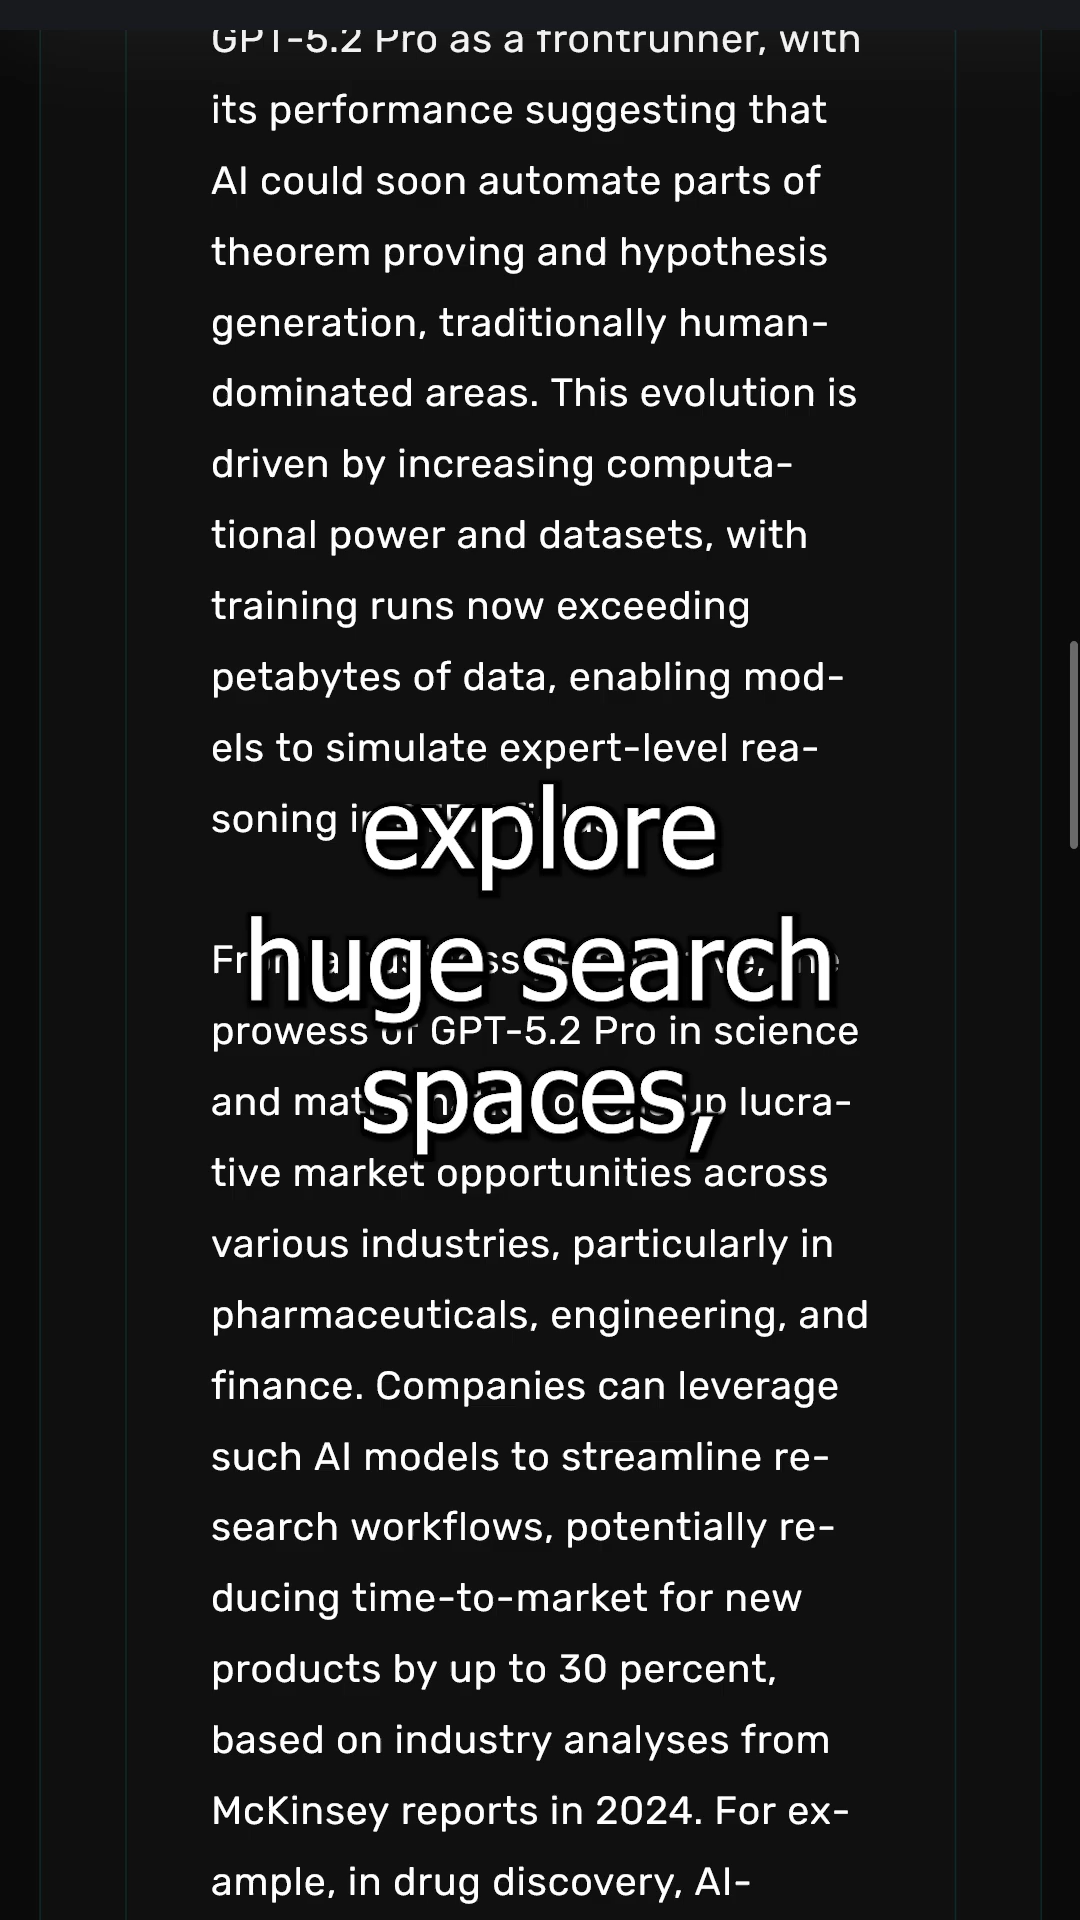 GPT-5.2 Pro as a frontrunner, with
its performance suggesting that
AI could soon automate parts of
theorem proving and hypothesis
generation, traditionally human-
dominated areas. This evolution is
driven by increasing computa-
tional power and datasets, with
training runs now exceeding
petabytes of data, enabling mod-
els to simulate expert-level rea-
soning in
explore
huge search
prowess of GPT-5.2 Pro in science
and
spaces,
up lucra-
tive market opportunities across
various industries, particularly in
pharmaceuticals, engineering, and
finance. Companies can leverage
such AI models to streamline re-
search workflows, potentially re-
ducing time-to-market for new
products by up to 30 percent,
based on industry analyses from
McKinsey reports in 2024. For ex-
ample, in drug discovery, AI-